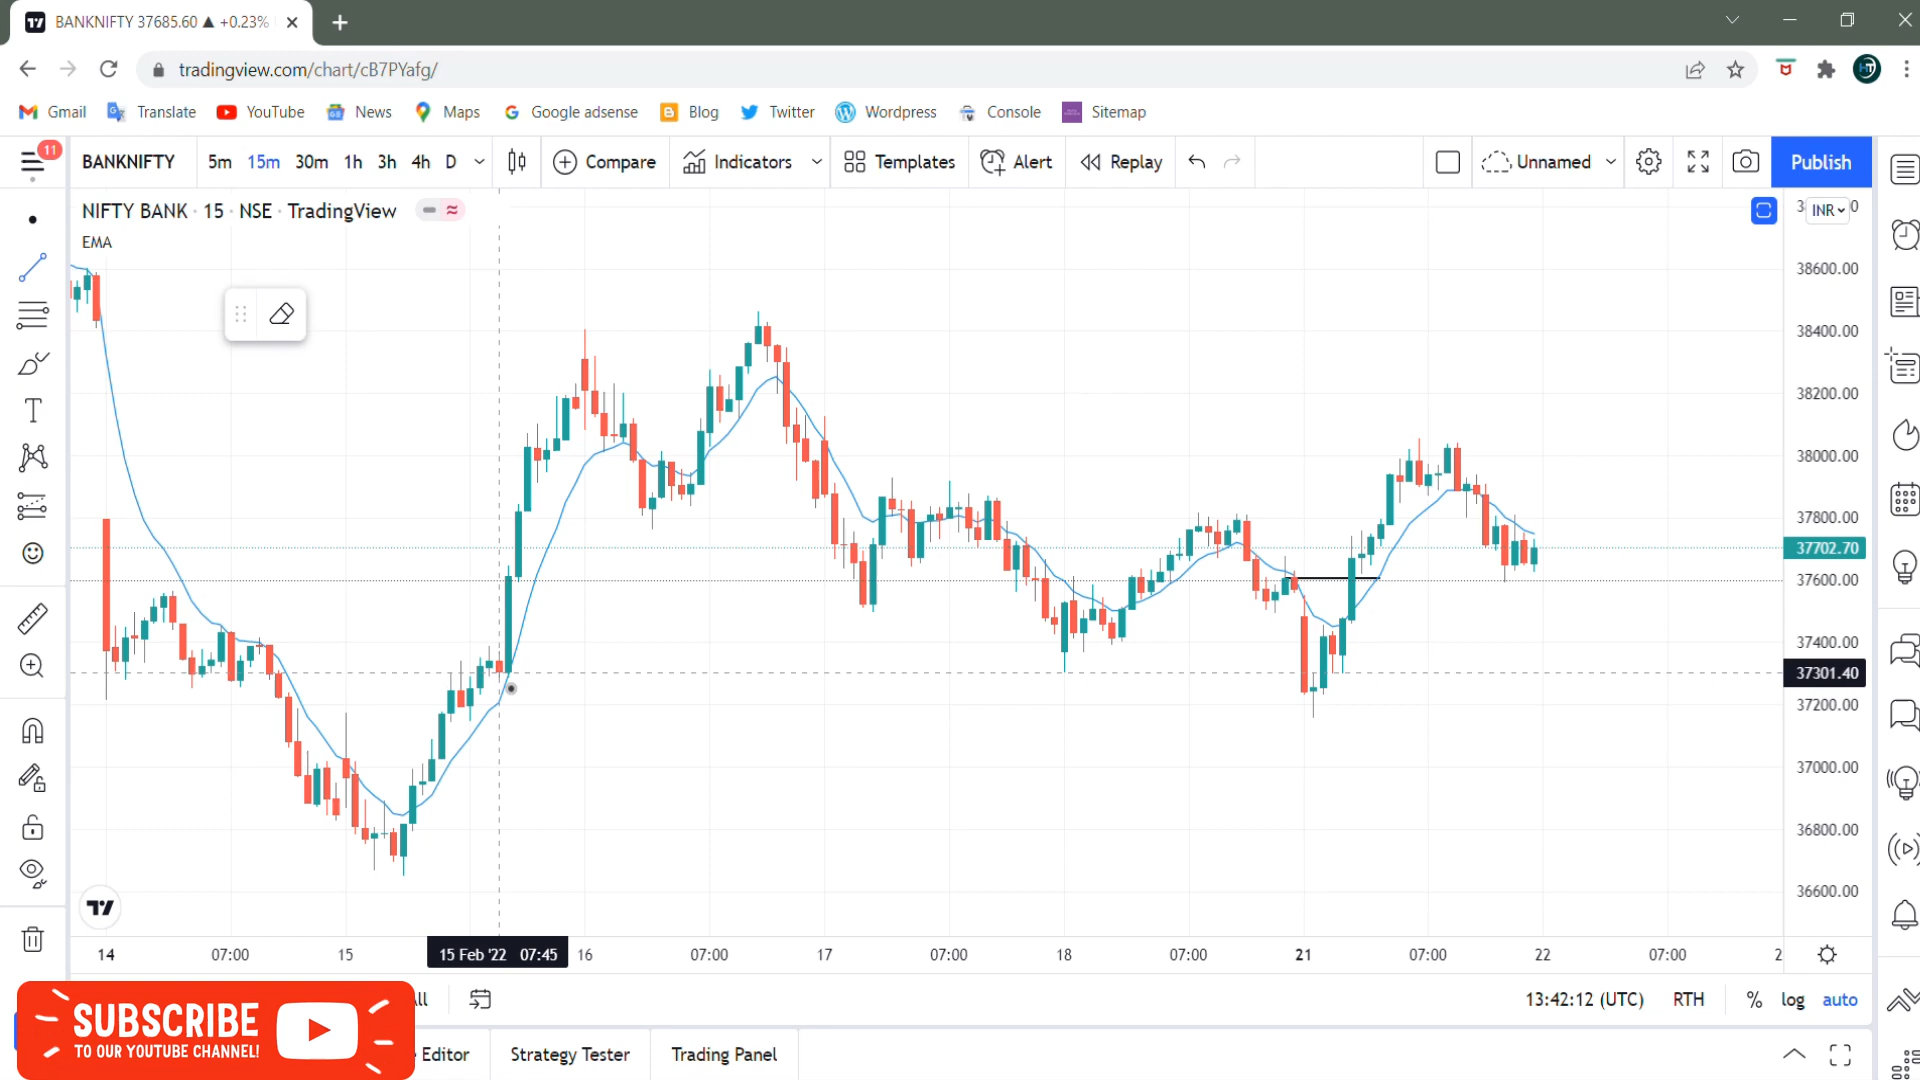 BANKNIFTY 37685.60 ▲ +0.23%
tradingview.com/chart/cB7PYafg/
Gmail Translate YouTube News Maps Google adsense Blog Twitter Wordpress Console Sitemap
11
BANKNIFTY 5m 15m 30m 1h 3h 4h D Compare Indicators Templates Alert Replay Unnamed Publish
NIFTY BANK · 15 · NSE · TradingView
INR
EMA
38600.00
38400.00
38200.00
38000.00
37800.00
37702.70
37600.00
37400.00
37301.40
37200.00
37000.00
36800.00
36600.00
14 07:00 15 15 Feb '22 07:45 16 07:00 17 07:00 18 07:00 21 07:00 22 07:00 2
13:42:12 (UTC) RTH % log auto
SUBSCRIBE
TO OUR YOUTUBE CHANNEL!
Editor Strategy Tester Trading Panel